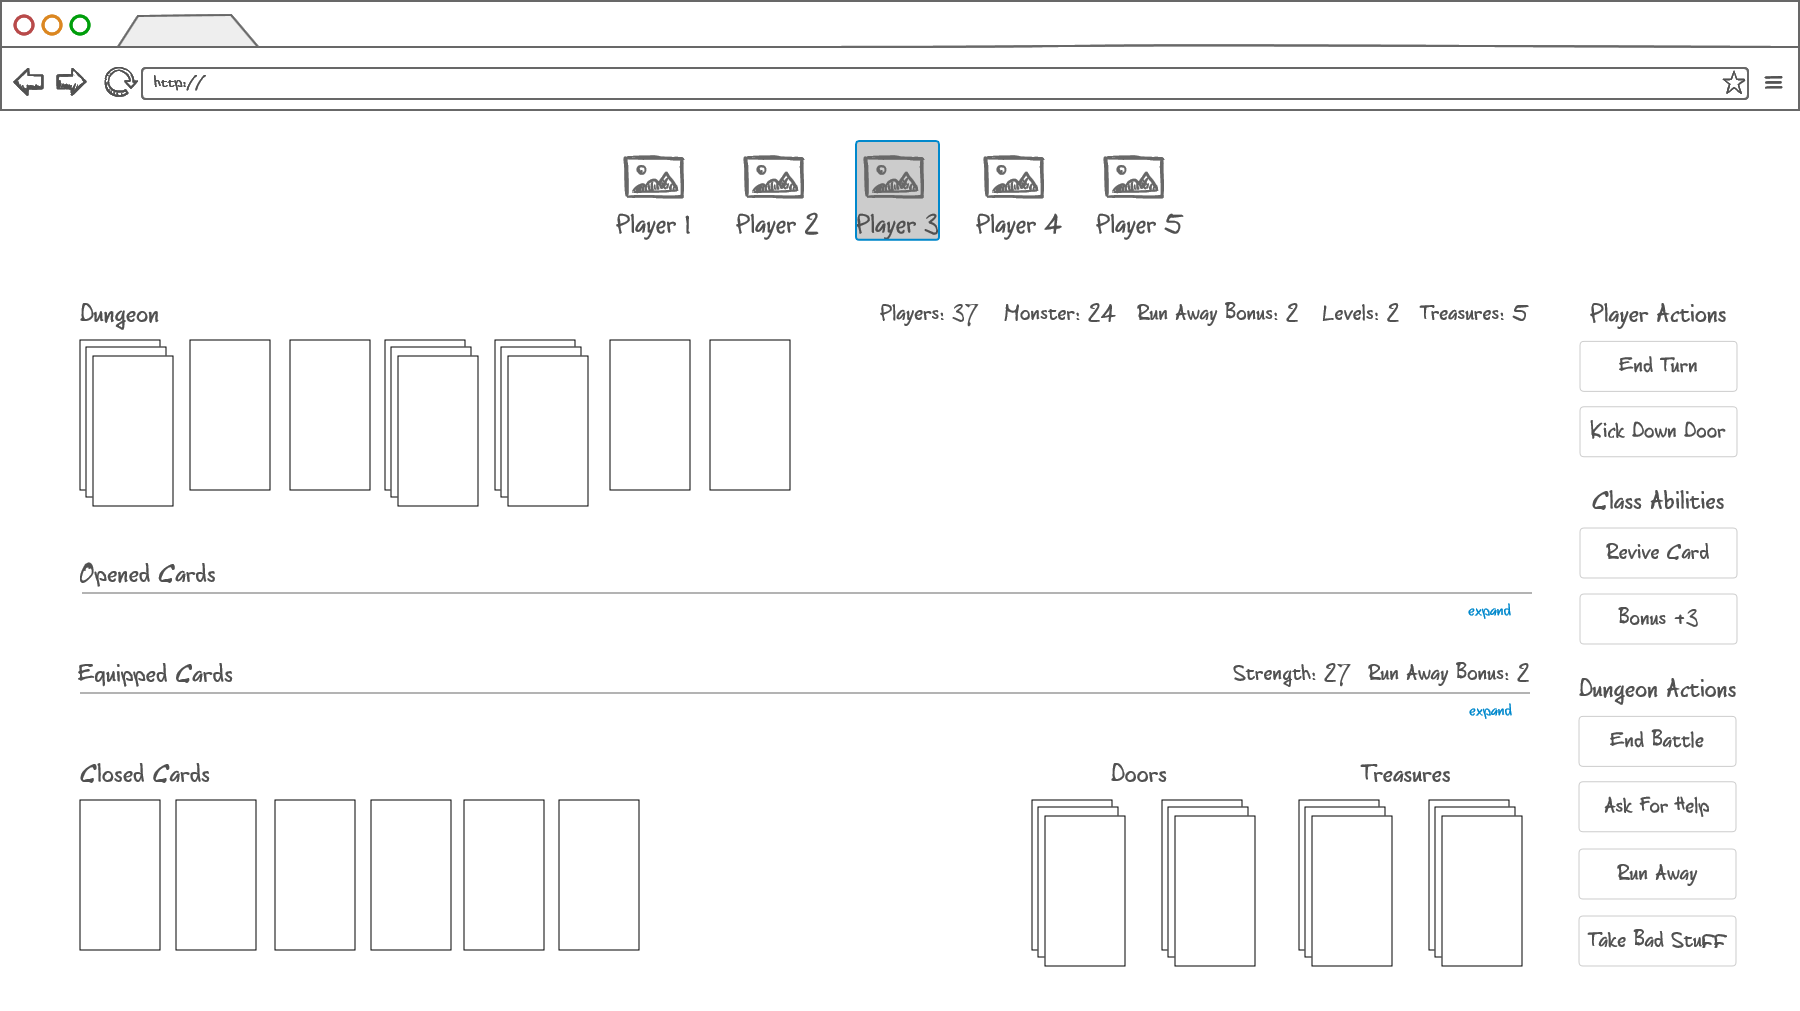 http://
Player 1
Player 2
Player 3
Player 4
Player 5
Dungeon
Players: 37 Monster: 24 Run Away Bonus: 2 Levels: 2 Treasures: 5
Player Actions
End Turn
Kick Down Door
Class Abilities
Revive Card
Bonus +3
Opened Cards
expand
Equipped Cards
Strength: 27 Run Away Bonus: 2
expand
Dungeon Actions
End Battle
Ask For Help
Run Away
Take Bad Stuff
Closed Cards
Doors
Treasures